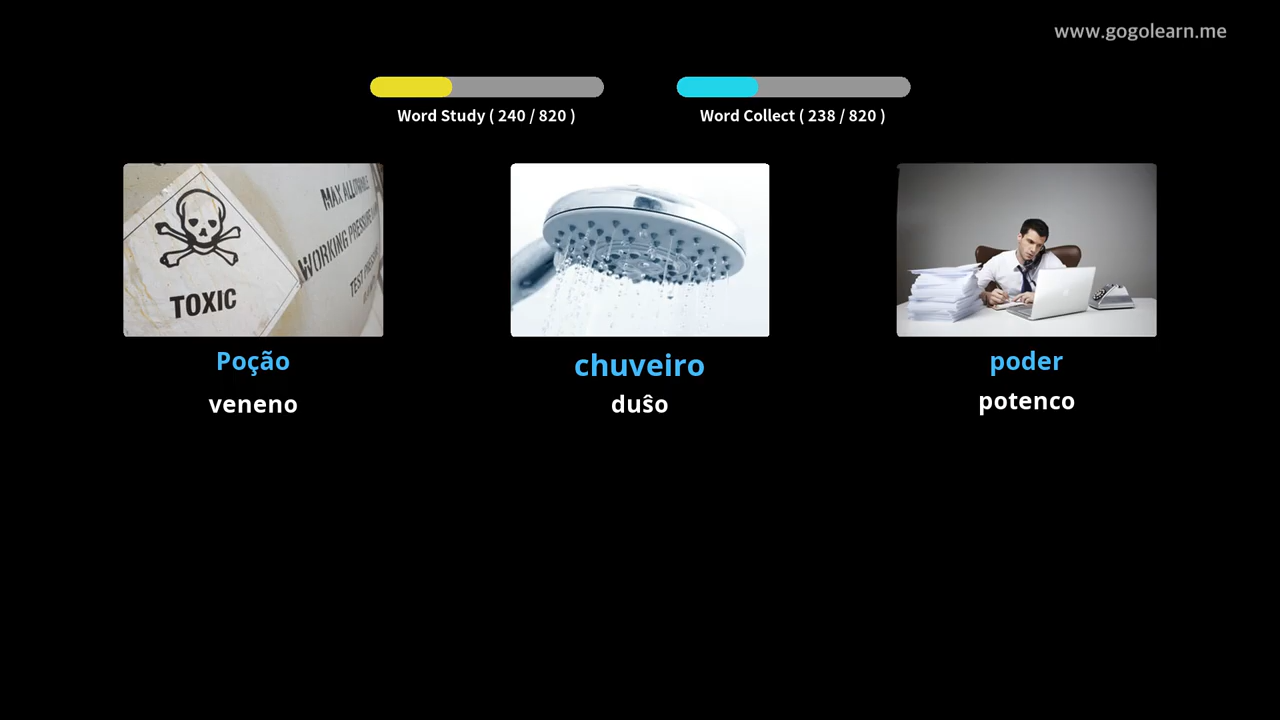 www.gogolearn.me
Word Study ( 240 / 820 )
Word Collect ( 238 / 820 )
MAX ALLOWABLE
WORKING PRESSURE
TEST PRESSURE
TOXIC
Poção
chuveiro
poder
veneno
duŝo
potenco